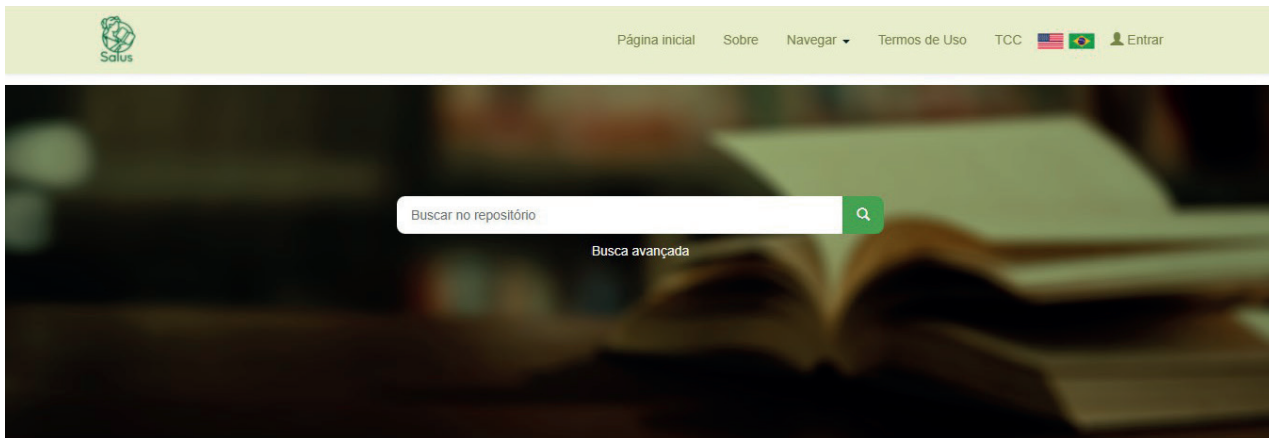 Salus
Página inicial Sobre Navegar Termos de Uso TCC Entrar
Buscar no repositório
Busca avançada